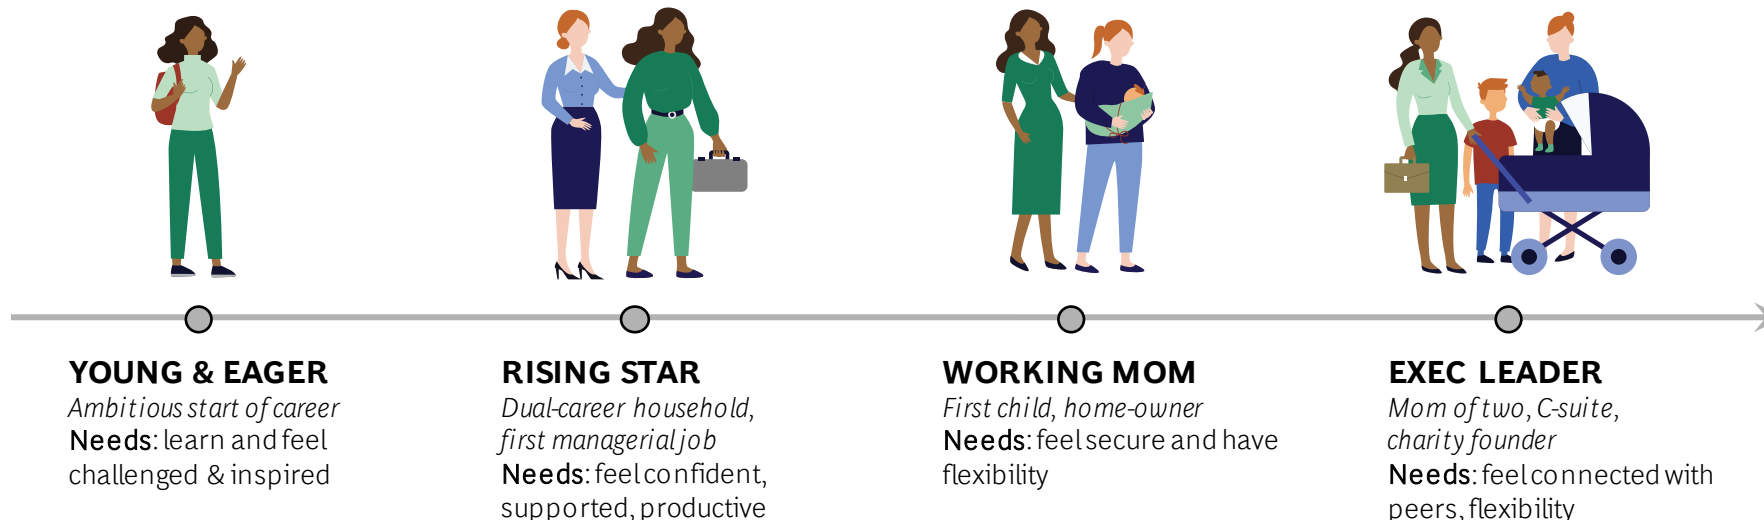 YOUNG & EAGER
Ambitious start of career
Needs: learn and feel
challenged & inspired
RISING STAR
Dual-career household,
first managerial job
Needs: feel confident,
supported, productive
WORKING MOM
First child, home-owner
Needs: feel secure and have
flexibility
EXEC LEADER
Mom of two, C-suite,
charity founder
Needs: feel connected with
peers, flexibility